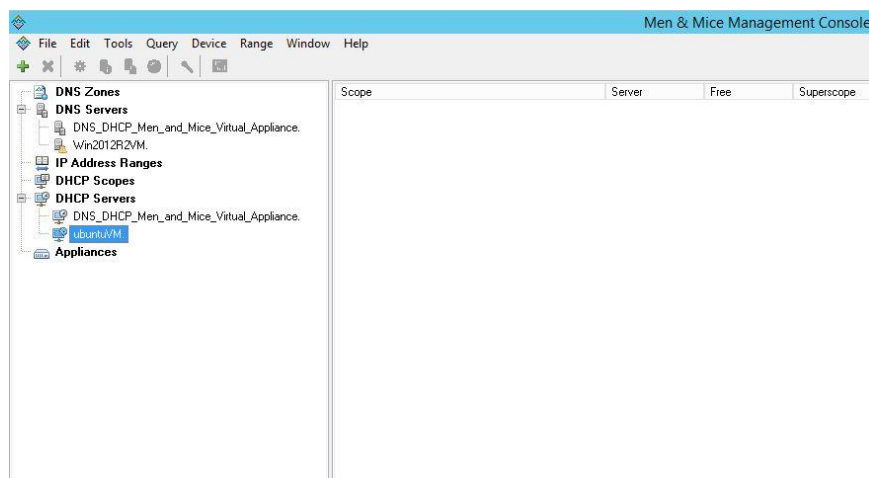 Men & Mice Management Console
File Edit Tools Query Device Range Window Help
Scope Server Free Superscope
DNS Zones
DNS Servers
DNS_DHCP_Men_and_Mice_Virtual_Appliance.
Win2012R2VM.
IP Address Ranges
DHCP Scopes
DHCP Servers
DNS_DHCP_Men_and_Mice_Virtual_Appliance.
ubuntuVM.
Appliances